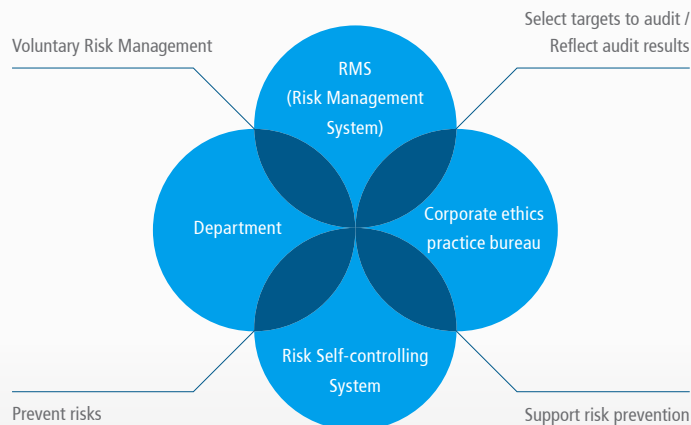 Select targets to audit /
Voluntary Risk Management
Reflect audit results
RMS
(Risk Management
System)
Department
Corporate ethics
practice bureau
Risk Self-controlling
System
Prevent risks
Support risk prevention